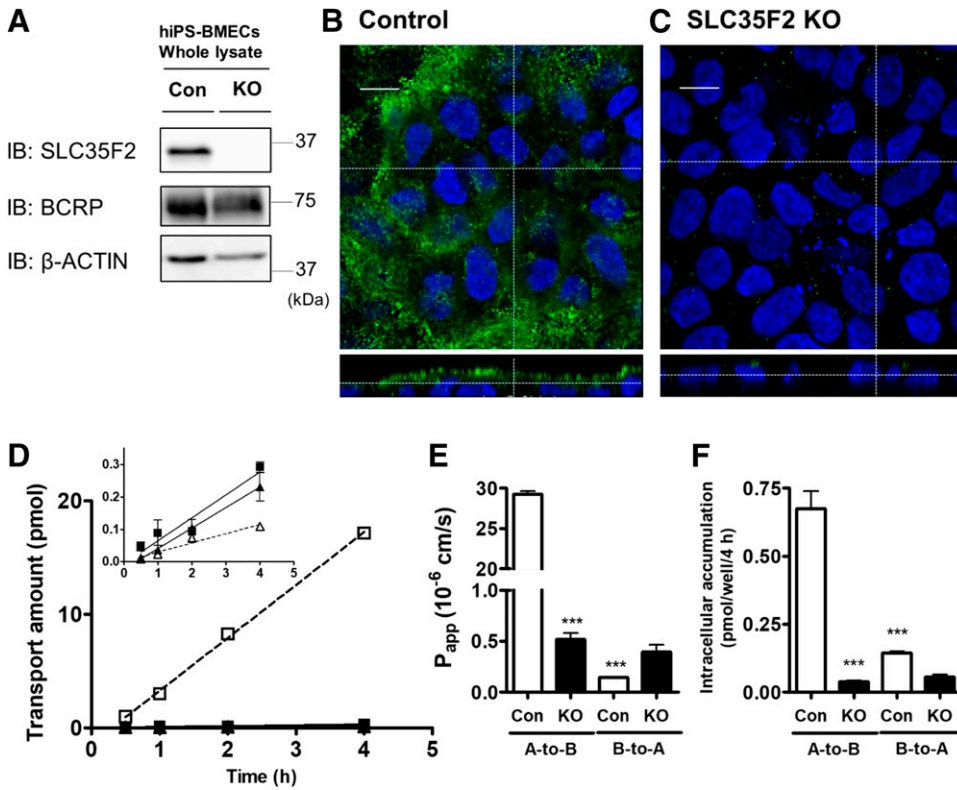 A
hiPS-BMECs
Whole lysate
Con KO
IB: SLC35F2
37
IB: BCRP
75
IB: β-ACTIN
37
(kDa)
B Control
C SLC35F2 KO
D
Transport amount (pmol)
20
10
0
0 1 2 3 4 5
Time (h)
0.3
0.2
0.1
0.0
0 1 2 3 4 5
E
Papp (10-6 cm/s)
30
25
20
15
10
1.0
0.5
0.0
*** ***
Con KO Con KO
A-to-B B-to-A
F
Intracellular accumulation
(pmol/well/4 h)
0.75
0.50
0.25
0.00
*** ***
Con KO Con KO
A-to-B B-to-A